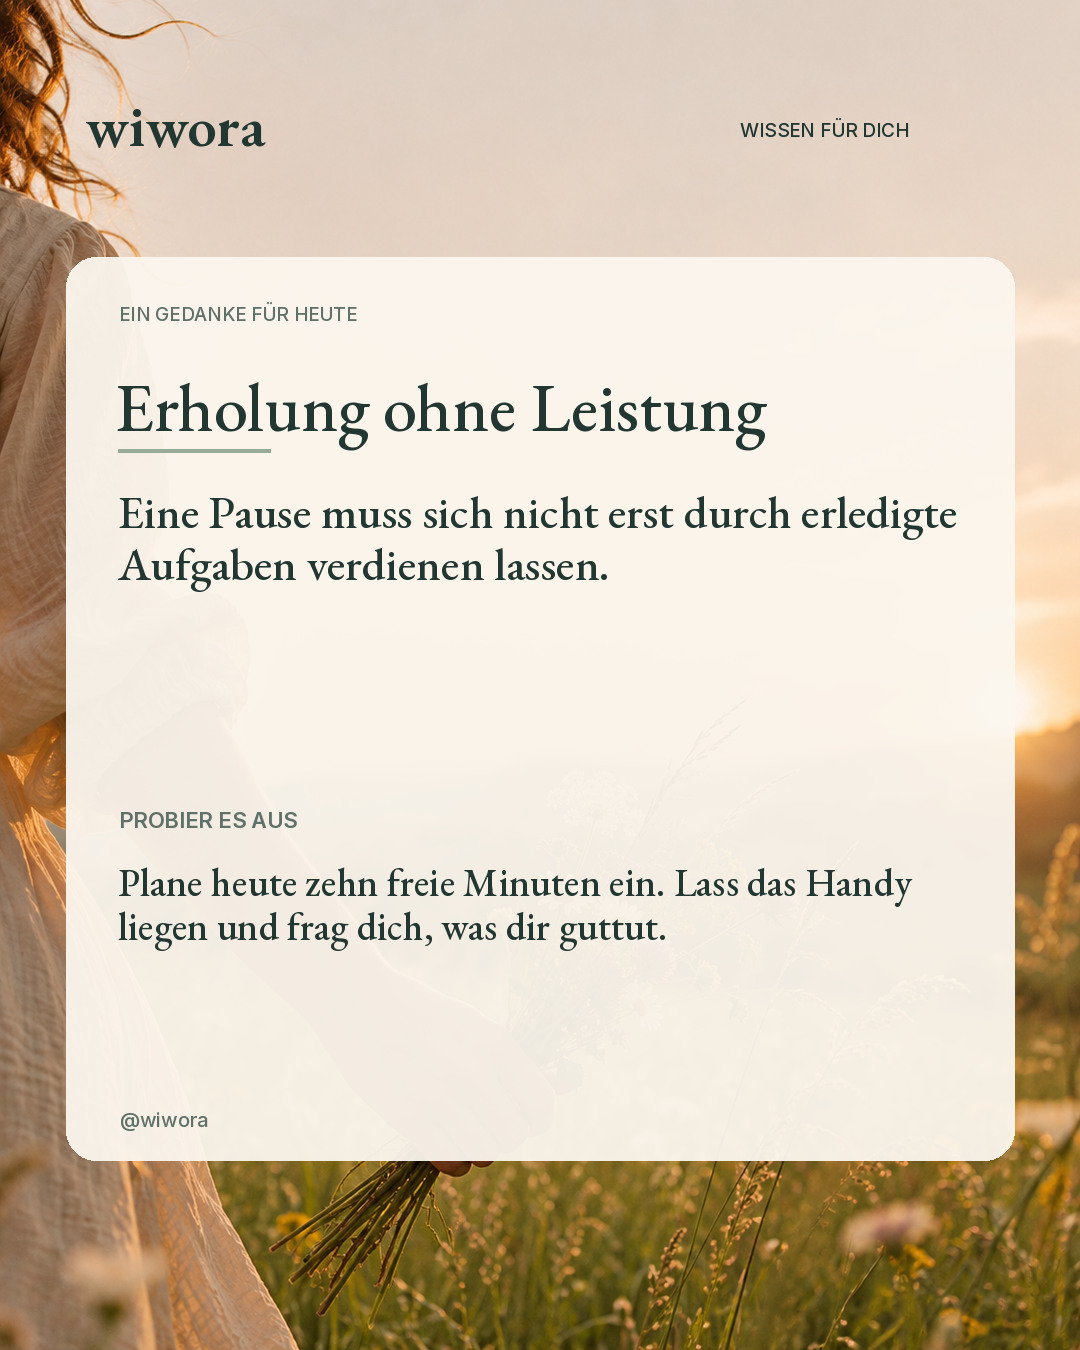 wiwora
WISSEN FÜR DICH
EIN GEDANKE FÜR HEUTE
Erholung ohne Leistung
Eine Pause muss sich nicht erst durch erledigte
Aufgaben verdienen lassen.
PROBIER ES AUS
Plane heute zehn freie Minuten ein. Lass das Handy
liegen und frag dich, was dir guttut.
@wiwora